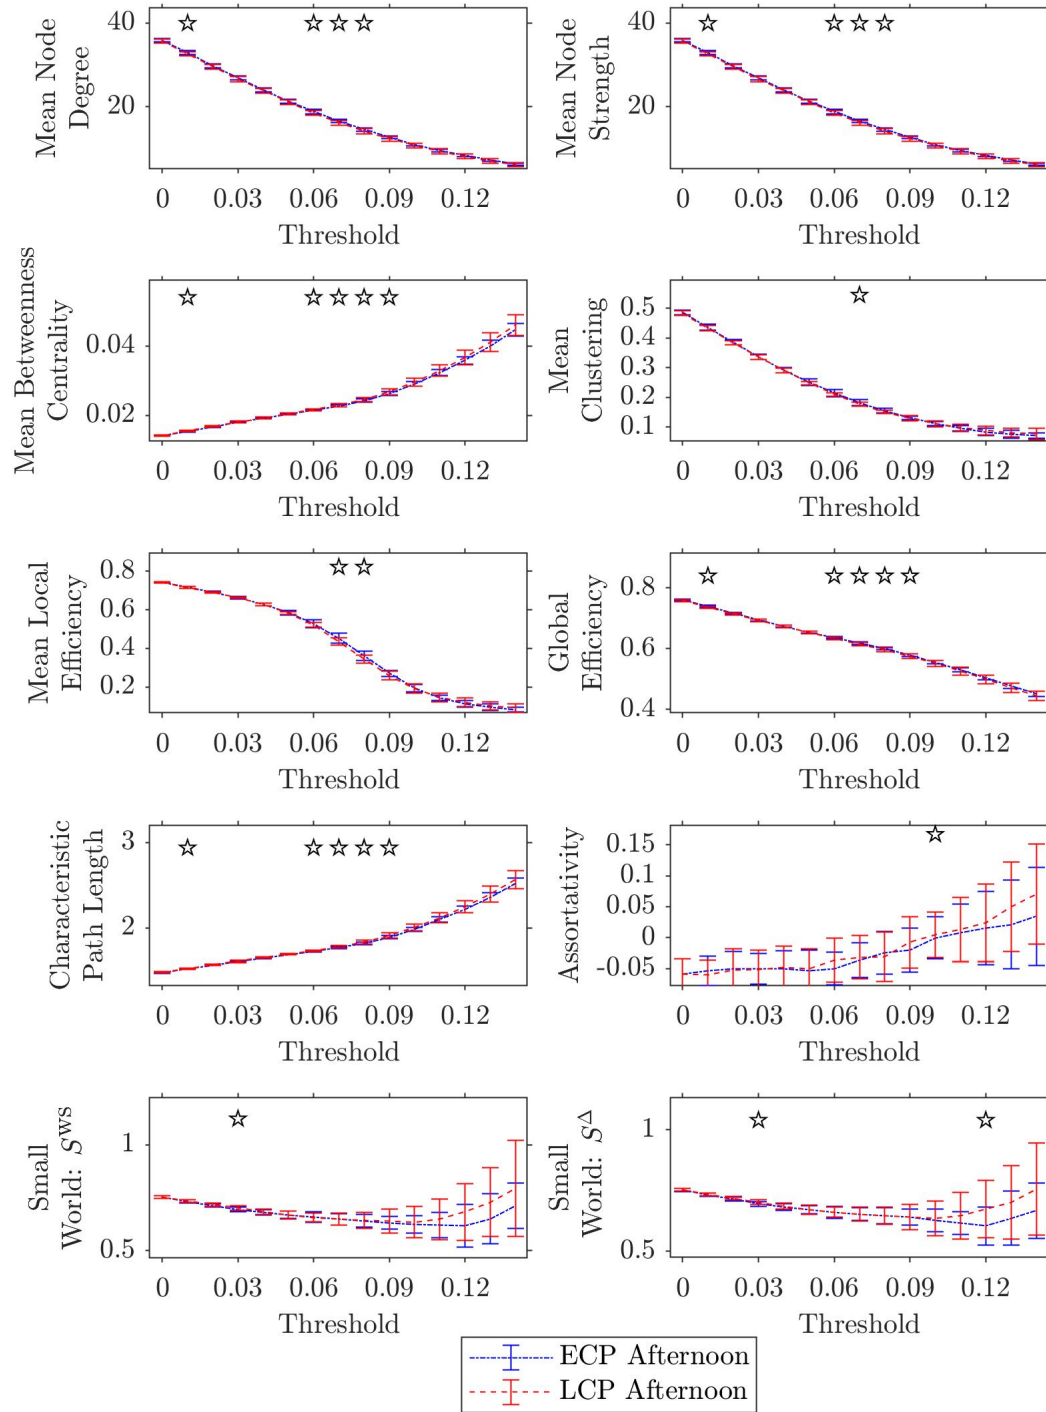 Mean Node
Degree
40
20
0 0.03 0.06 0.09 0.12
Threshold
Mean Node
Strength
40
20
0 0.03 0.06 0.09 0.12
Threshold
Mean Betweenness
Centrality
0.04
0.02
0 0.03 0.06 0.09 0.12
Threshold
Mean
Clustering
0.5
0.4
0.3
0.2
0.1
0 0.03 0.06 0.09 0.12
Threshold
Mean Local
Efficiency
0.8
0.6
0.4
0.2
0 0.03 0.06 0.09 0.12
Threshold
Global
Efficiency
0.8
0.6
0.4
0 0.03 0.06 0.09 0.12
Threshold
Characteristic
Path Length
3
2
0 0.03 0.06 0.09 0.12
Threshold
Assortativity
0.15
0.1
0.05
0
-0.05
0 0.03 0.06 0.09 0.12
Threshold
Small
World: S^ws
1
0.5
0 0.03 0.06 0.09 0.12
Threshold
Small
World: S^Δ
1
0.5
0 0.03 0.06 0.09 0.12
Threshold
ECP Afternoon
LCP Afternoon